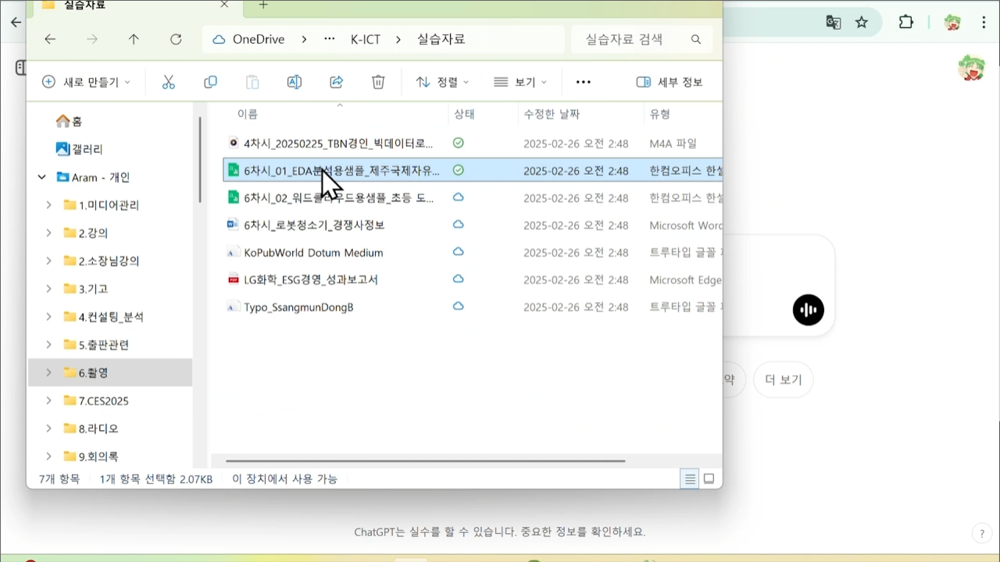 실습자료
OneDrive > ··· K-ICT > 실습자료
실습자료 검색
새로 만들기
정렬
보기
세부 정보
이름 상태 수정한 날짜 유형
홈
갤러리
Aram - 개인
1.미디어관리
2.강의
2.소장님강의
3.기고
4.컨설팅_분석
5.출판관련
6.촬영
7.CES2025
8.라디오
9.회의록
4차시_20250225_TBN경인_빅데이터로... 2025-02-26 오전 2:48 M4A 파일
6차시_01_EDA분석용샘플_제주국제자유... 2025-02-26 오전 2:48 한컴오피스 한셀
6차시_02_워드클라우드용샘플_초등 도... 2025-02-26 오전 2:48 한컴오피스 한셀
6차시_로봇청소기_경쟁사정보 2025-02-26 오전 2:48 Microsoft Word
KoPubWorld Dotum Medium 2025-02-26 오전 2:48 트루타입 글꼴
LG화학_ESG경영_성과보고서 2025-02-26 오전 2:48 Microsoft Edge
Typo_SsangmunDongB 2025-02-26 오전 2:48 트루타입 글꼴
7개 항목 1개 항목 선택함 2.07KB 이 장치에서 사용 가능
약
더 보기
ChatGPT는 실수를 할 수 있습니다. 중요한 정보를 확인하세요.
?